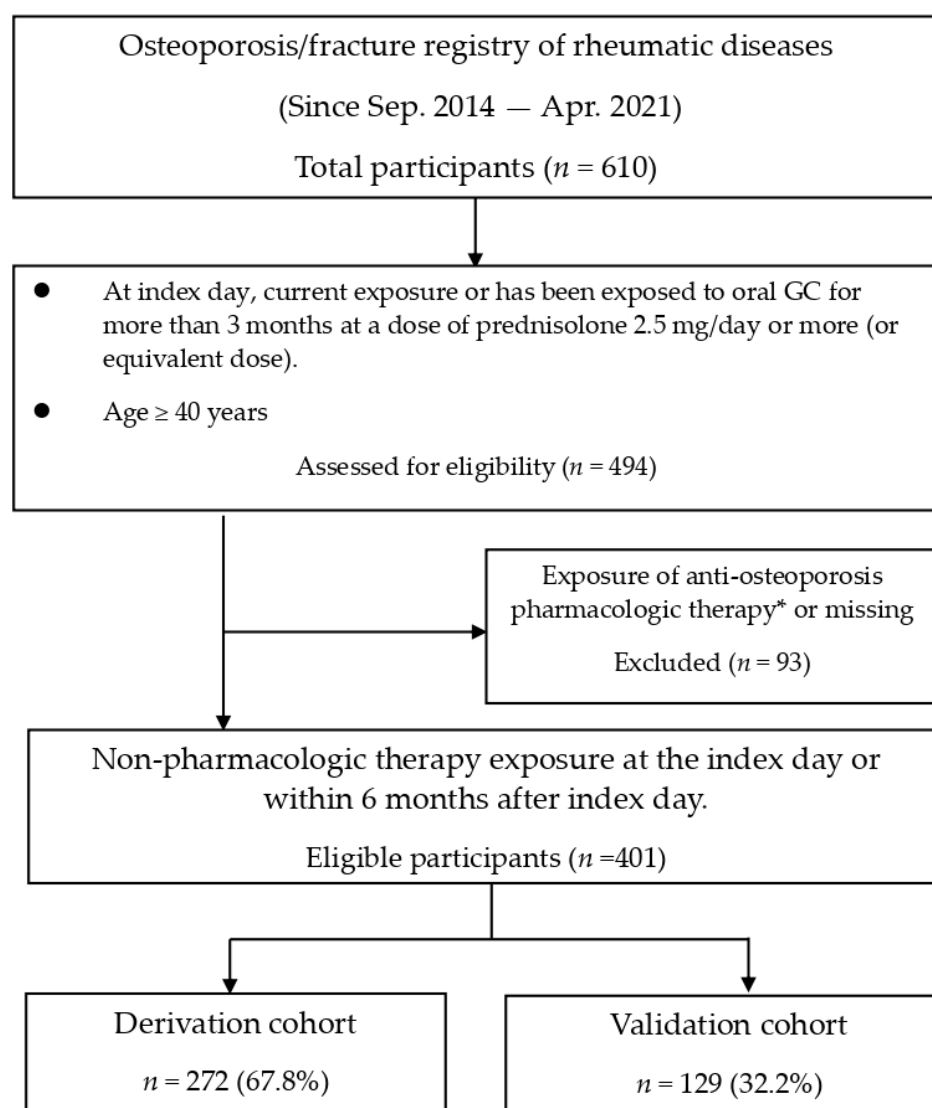 Osteoporosis/fracture registry of rheumatic diseases
(Since Sep. 2014 — Apr. 2021)
Total participants (n = 610)
● At index day, current exposure or has been exposed to oral GC for
more than 3 months at a dose of prednisolone 2.5 mg/day or more (or
equivalent dose).
● Age ≥ 40 years
Assessed for eligibility (n = 494)
Exposure of anti-osteoporosis
pharmacologic therapy* or missing
Excluded (n = 93)
Non-pharmacologic therapy exposure at the index day or
within 6 months after index day.
Eligible participants (n =401)
Derivation cohort
n = 272 (67.8%)
Validation cohort
n = 129 (32.2%)